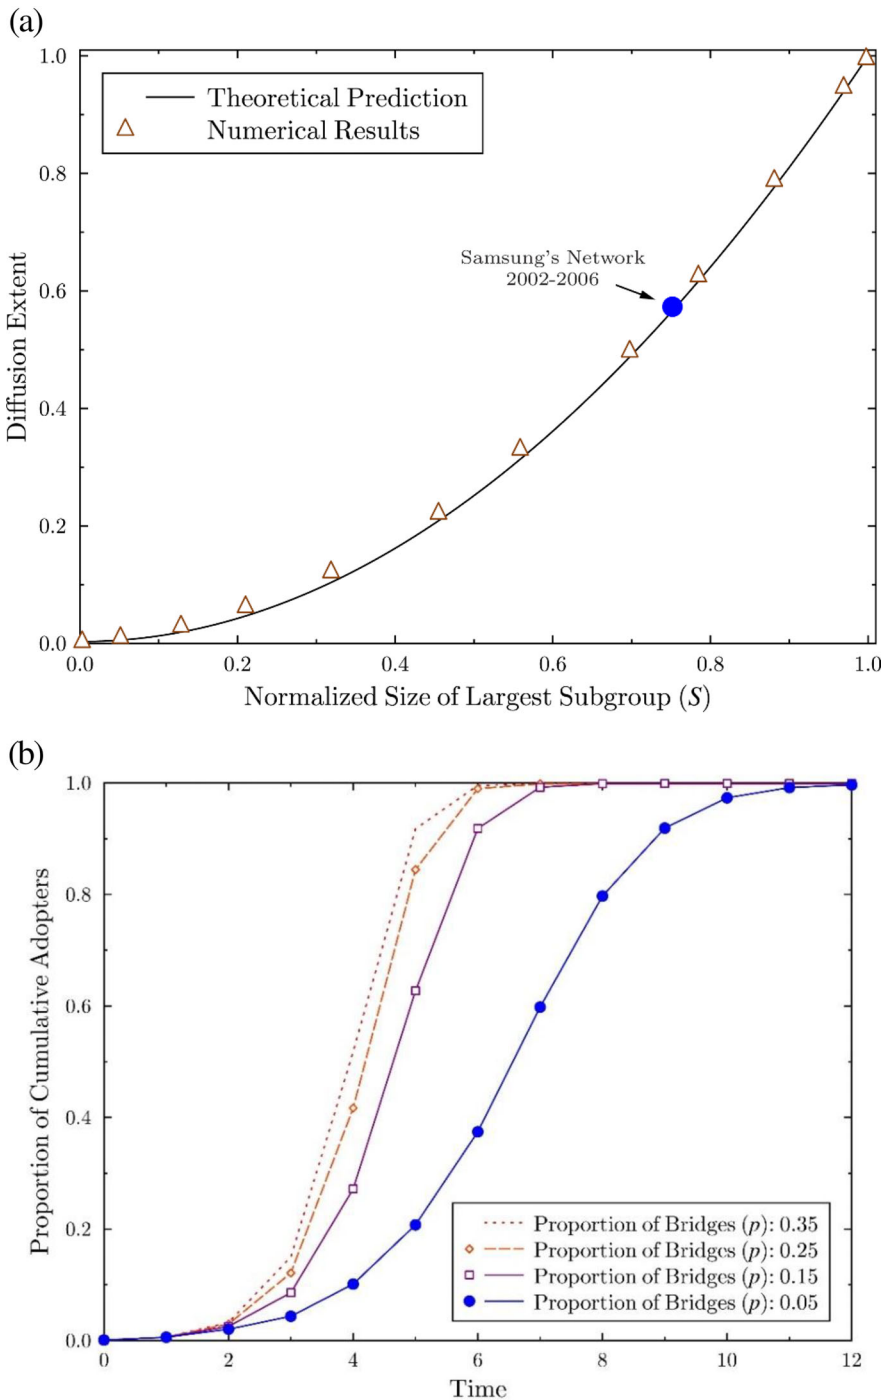 (a)
1.0
0.8
0.6
0.4
0.2
0.0
Diffusion Extent
Theoretical Prediction
Numerical Results
Samsung's Network
2002-2006
0.0 0.2 0.4 0.6 0.8 1.0
Normalized Size of Largest Subgroup (S)
(b)
1.0
0.8
0.6
0.4
0.2
0.0
Proportion of Cumulative Adopters
Proportion of Bridges (p): 0.35
Proportion of Bridges (p): 0.25
Proportion of Bridges (p): 0.15
Proportion of Bridges (p): 0.05
0 2 4 6 8 10 12
Time